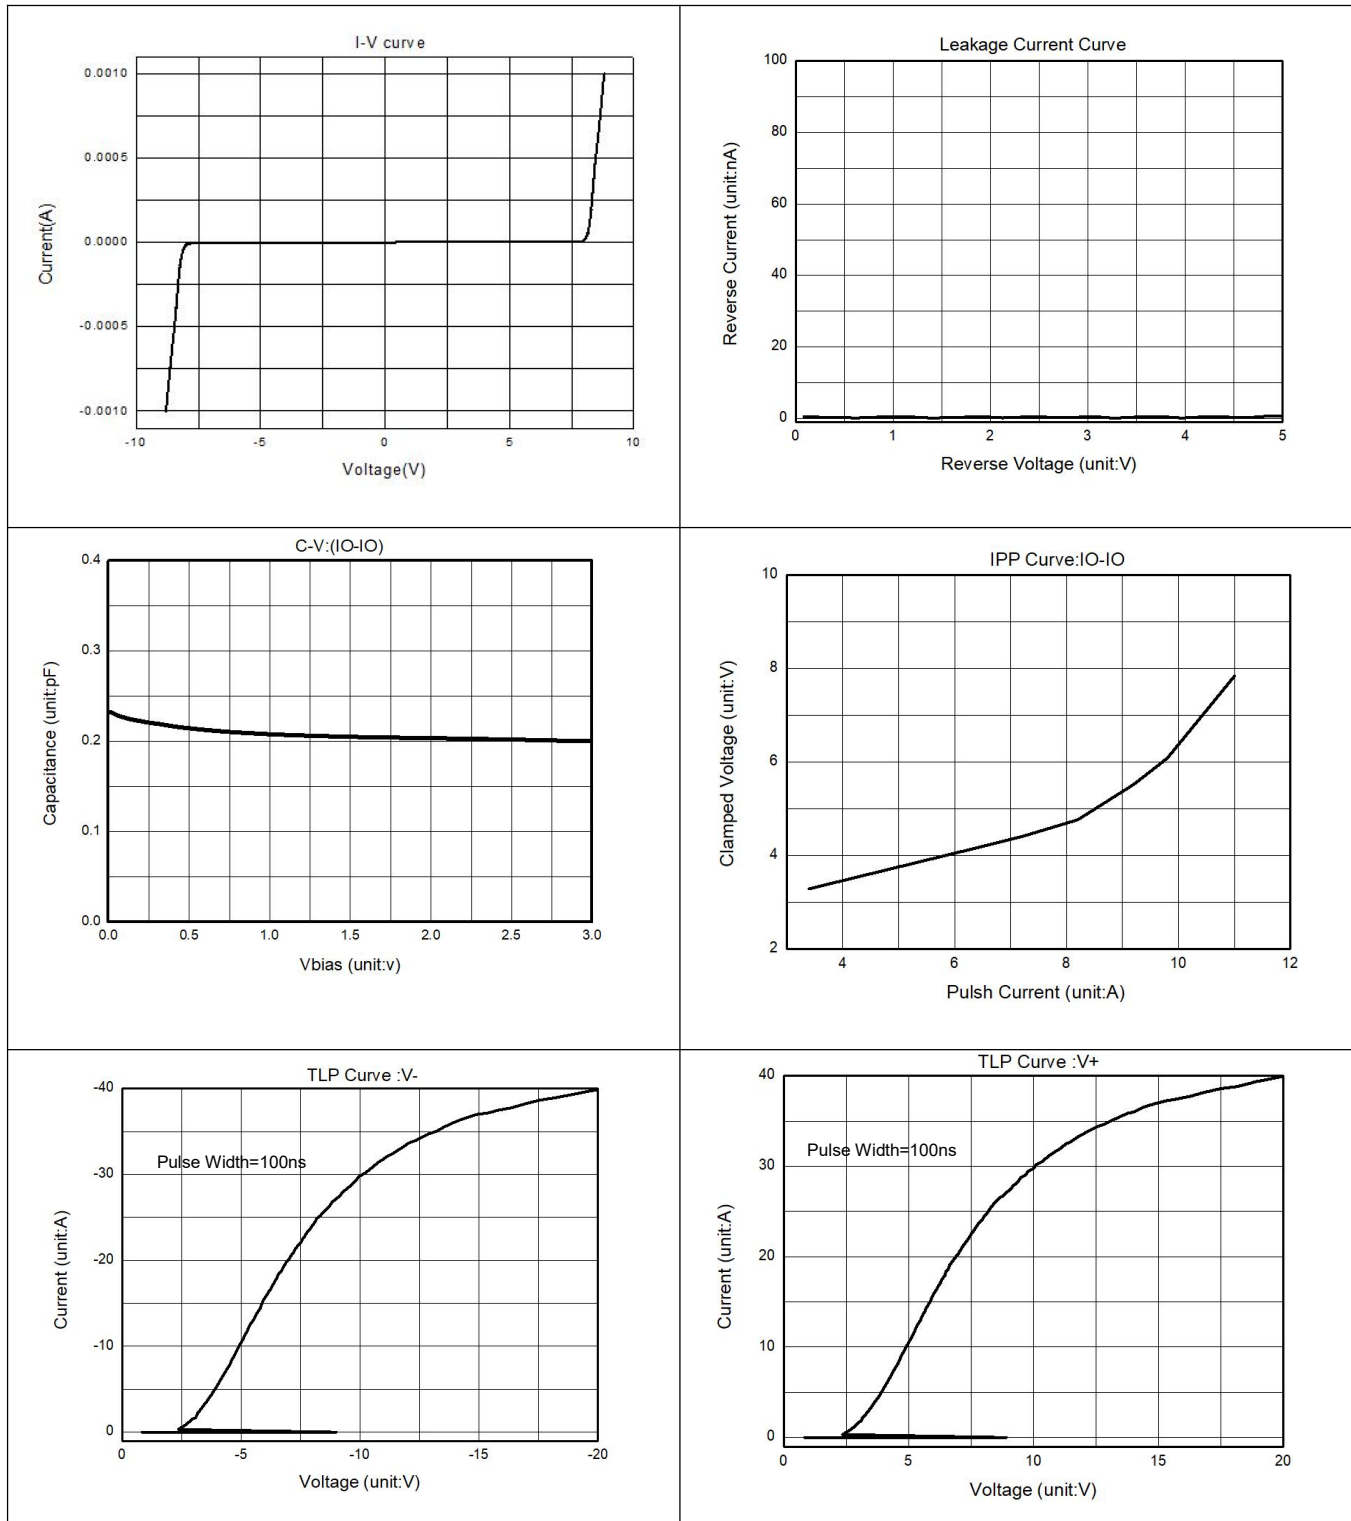 I-V curve
0.0010
0.0005
0.0000
-0.0005
-0.0010
Current(A)
-10 -5 0 5 10
Voltage(V)
Leakage Current Curve
100
80
60
40
20
0
Reverse Current (unit:nA)
0 1 2 3 4 5
Reverse Voltage (unit:V)
C-V:(IO-IO)
0.4
0.3
0.2
0.1
0.0
Capacitance (unit:pF)
0.0 0.5 1.0 1.5 2.0 2.5 3.0
Vbias (unit:v)
IPP Curve:IO-IO
10
8
6
4
2
Clamped Voltage (unit:V)
4 6 8 10 12
Pulsh Current (unit:A)
TLP Curve :V-
-40
-30
-20
-10
0
Pulse Width=100ns
Current (unit:A)
0 -5 -10 -15 -20
Voltage (unit:V)
TLP Curve :V+
40
30
20
10
0
Pulse Width=100ns
Current (unit:A)
0 5 10 15 20
Voltage (unit:V)